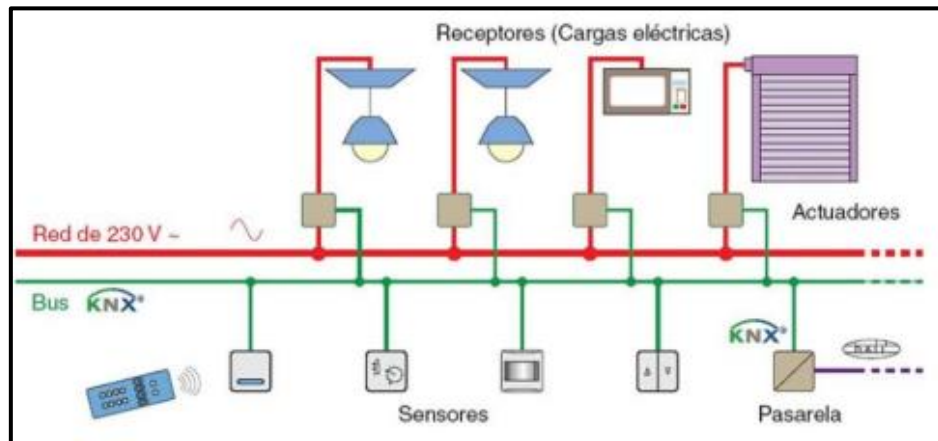 Receptores (Cargas eléctricas)
Actuadores
Red de 230 V ~
Bus KNX®
KNX®
Sensores
Pasarela